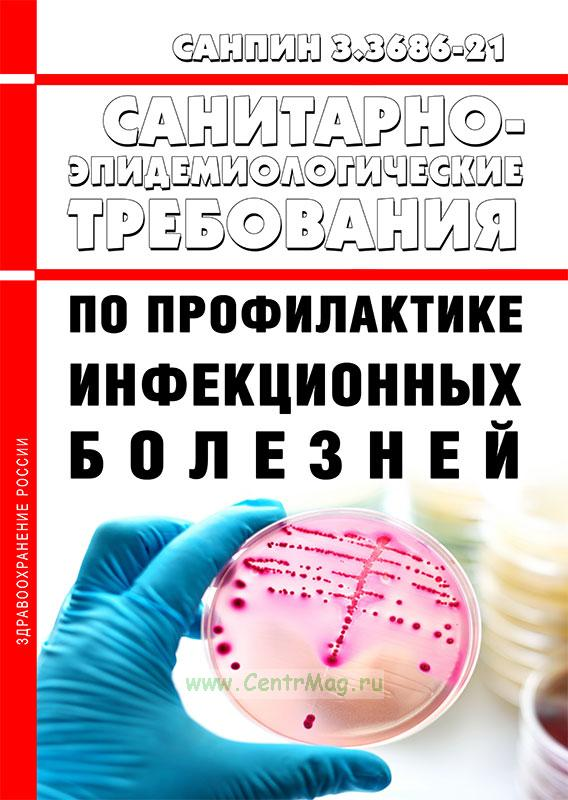 САНПИН 3.3686-21
САНИТАРНО-
ЭПИДЕМИОЛОГИЧЕСКИЕ
ТРЕБОВАНИЯ
ПО ПРОФИЛАКТИКЕ
ИНФЕКЦИОННЫХ
БОЛЕЗНЕЙ
ЗДРАВООХРАНЕНИЕ РОССИИ
www.CentrMag.ru